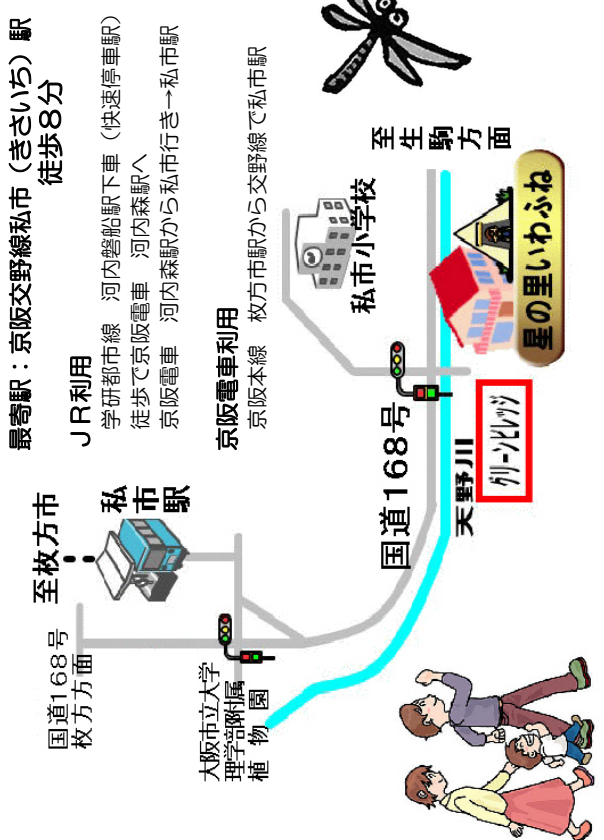 最寄駅：京阪交野線私市（きさいち）駅
徒歩８分
ＪＲ利用
学研都市線　河内磐船駅下車（快速停車駅）
徒歩で京阪電車　河内森駅へ
京阪電車　河内森駅から私市行き→私市駅
京阪電車利用
京阪本線　枚方市駅から交野線で私市駅
至枚方市
私市
駅
国道168号
枚方方面
大阪市立大学
理学部附属
植物園
国道168号
天野川
グリーンビレッジ
私市小学校
至生駒方面
星の里いわふね